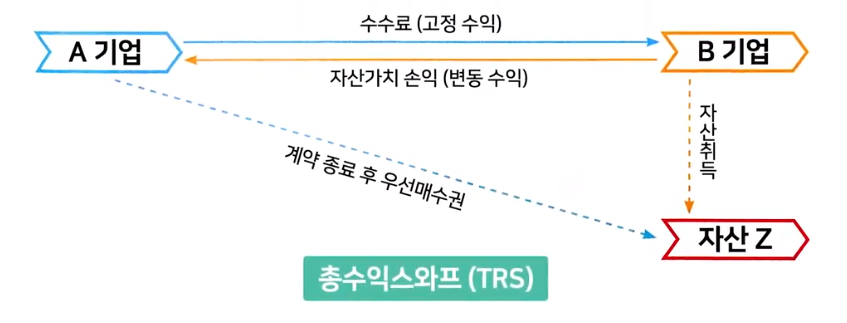 수수료 (고정 수익)
A 기업
B 기업
자산가치 손익 (변동 수익)
자산취득
계약 종료 후 우선매수권
자산 Z
총수익스와프 (TRS)